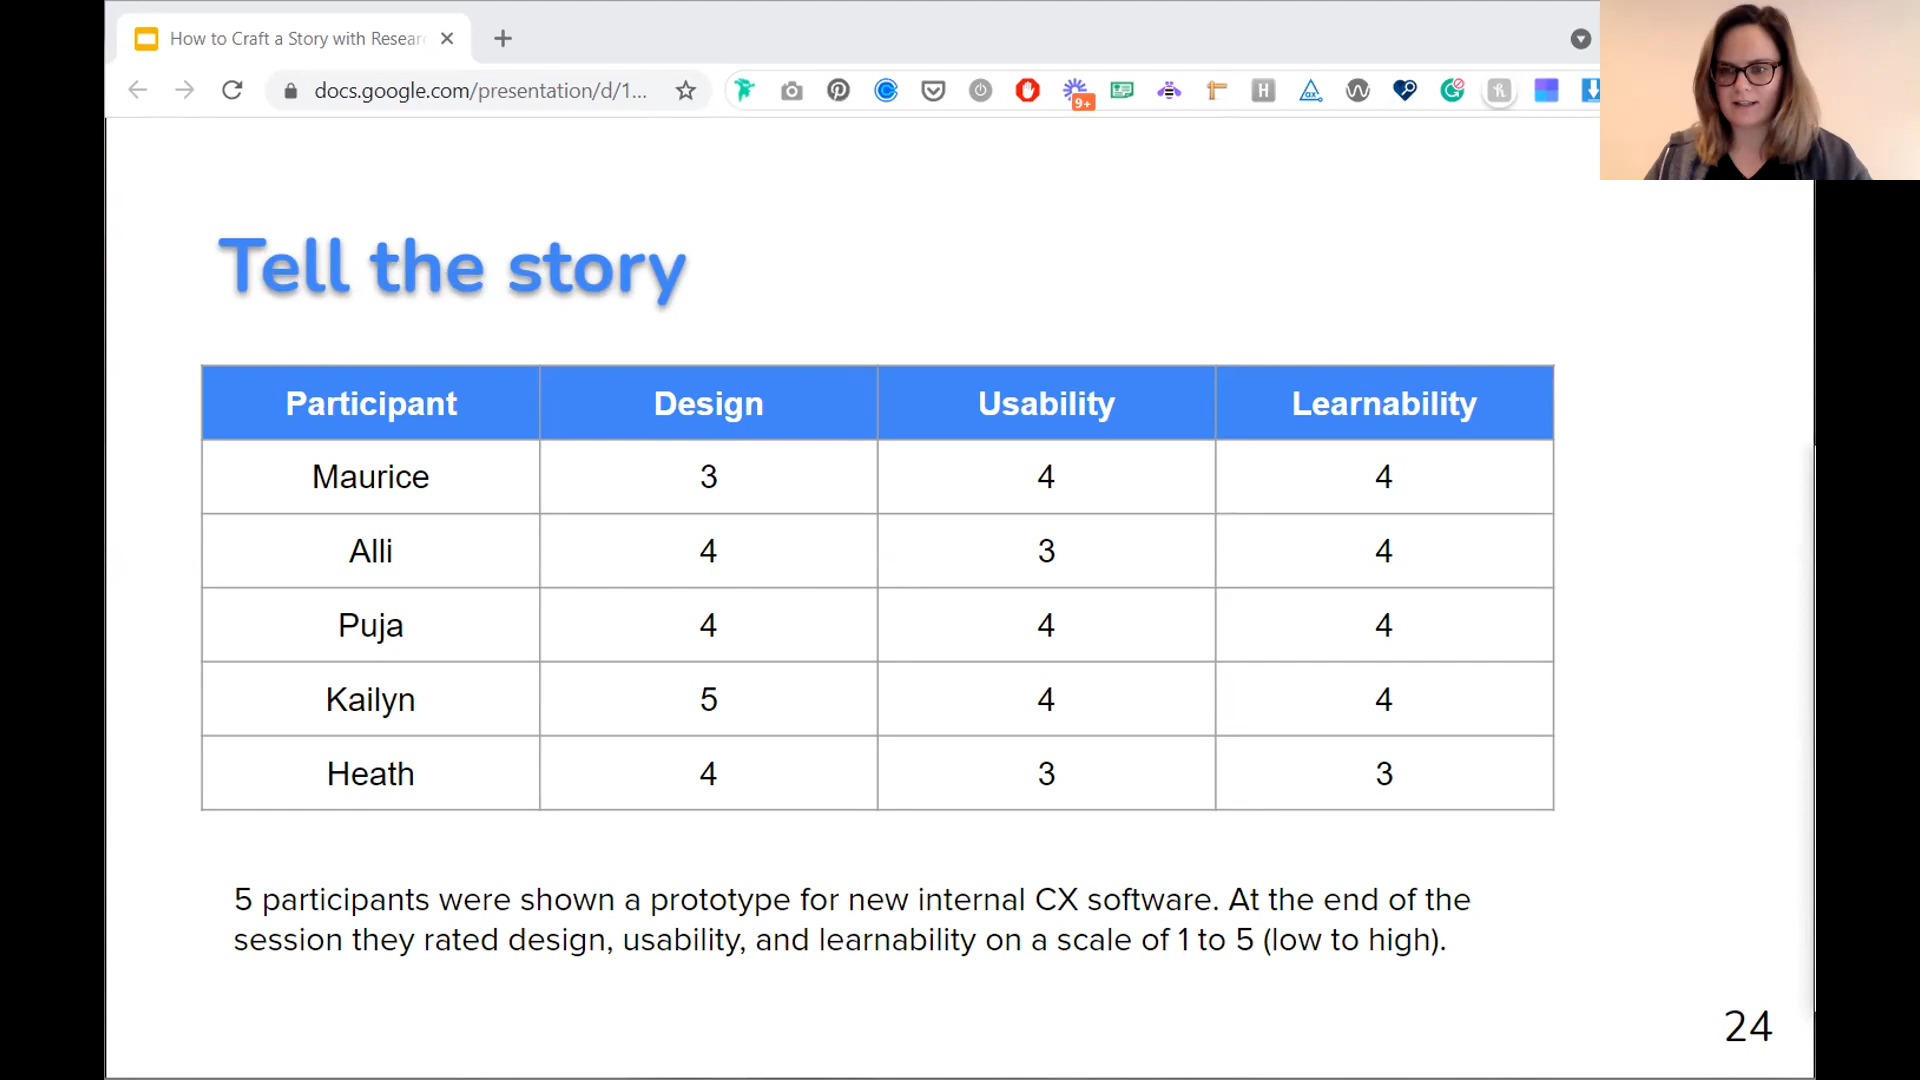 How to Craft a Story with Resear
docs.google.com/presentation/d/1...
9+
H
Tell the story
Participant Design Usability Learnability
Maurice 3 4 4
Alli 4 3 4
Puja 4 4 4
Kailyn 5 4 4
Heath 4 3 3
5 participants were shown a prototype for new internal CX software. At the end of the
session they rated design, usability, and learnability on a scale of 1 to 5 (low to high).
24